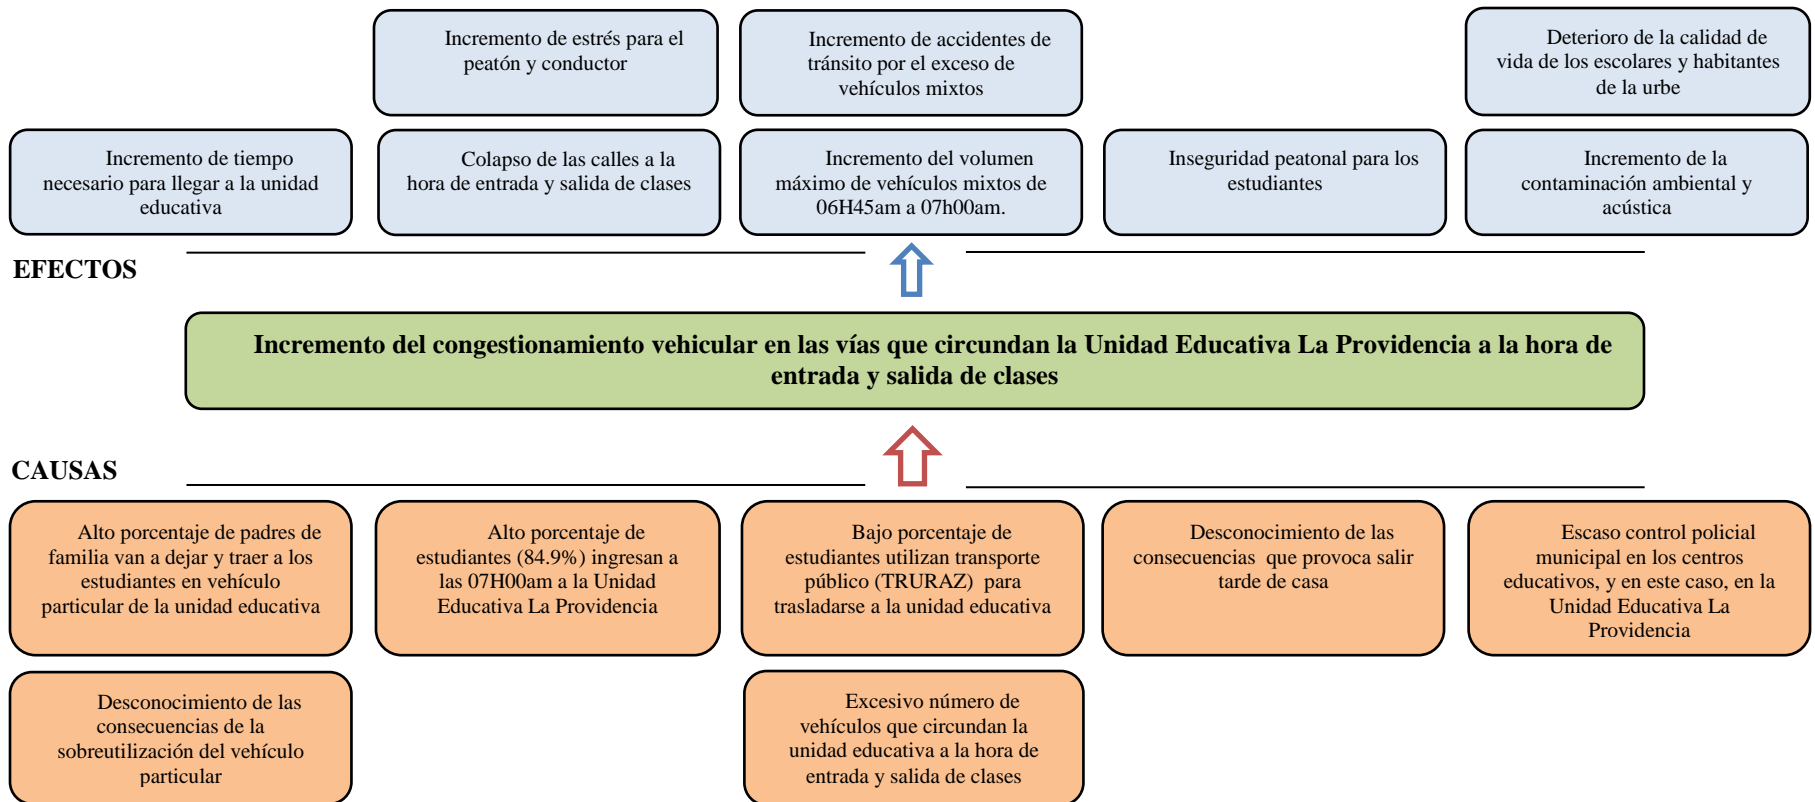 Incremento de estrés para el
peatón y conductor
Incremento de accidentes de
tránsito por el exceso de
vehículos mixtos
Deterioro de la calidad de
vida de los escolares y habitantes
de la urbe
Incremento de tiempo
necesario para llegar a la unidad
educativa
Colapso de las calles a la
hora de entrada y salida de clases
Incremento del volumen
máximo de vehículos mixtos de
06H45am a 07h00am.
Inseguridad peatonal para los
estudiantes
Incremento de la
contaminación ambiental y
acústica
EFECTOS
Incremento del congestionamiento vehicular en las vías que circundan la Unidad Educativa La Providencia a la hora de
entrada y salida de clases
CAUSAS
Alto porcentaje de padres de
familia van a dejar y traer a los
estudiantes en vehículo
particular de la unidad educativa
Alto porcentaje de
estudiantes (84.9%) ingresan a
las 07H00am a la Unidad
Educativa La Providencia
Bajo porcentaje de
estudiantes utilizan transporte
público (TRURAZ) para
trasladarse a la unidad educativa
Desconocimiento de las
consecuencias que provoca salir
tarde de casa
Escaso control policial
municipal en los centros
educativos, y en este caso, en la
Unidad Educativa La
Providencia
Desconocimiento de las
consecuencias de la
sobreutilización del vehículo
particular
Excesivo número de
vehículos que circundan la
unidad educativa a la hora de
entrada y salida de clases